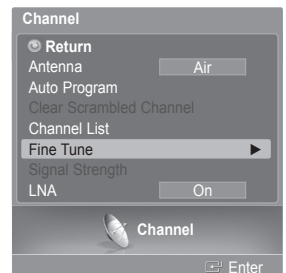 Channel
Return
Antenna Air
Auto Program
Clear Scrambled Channel
Channel List
Fine Tune ►
Signal Strength
LNA On
Channel
Enter